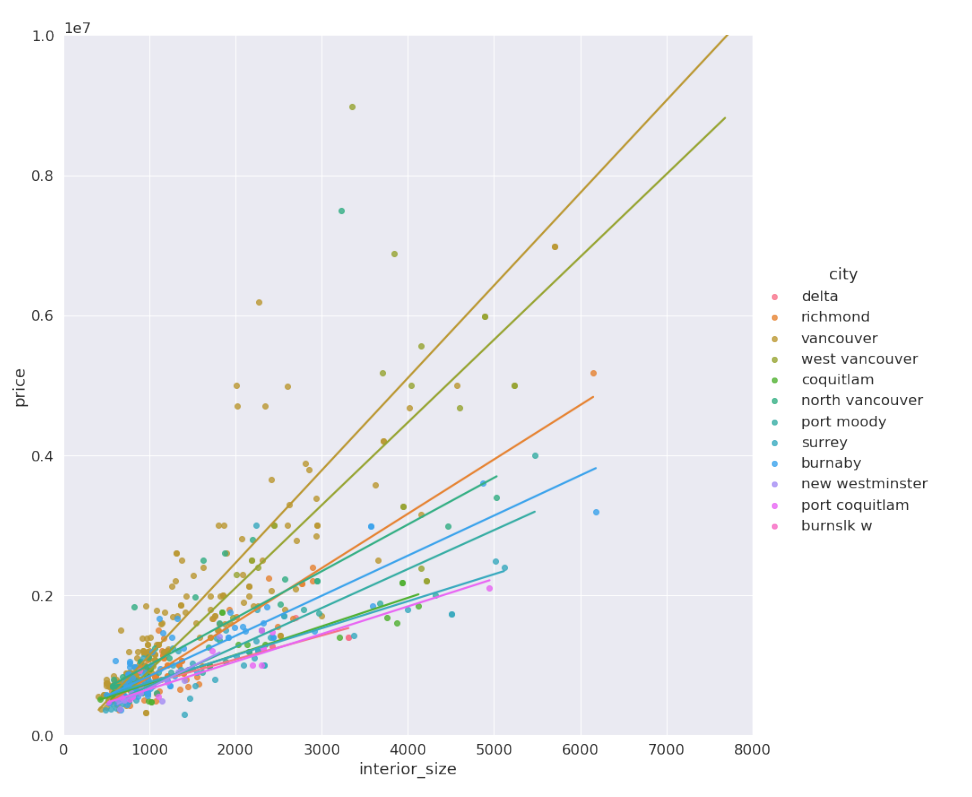 1e7
1.0
0.8
0.6
0.4
0.2
0.0
price
0 1000 2000 3000 4000 5000 6000 7000 8000
interior_size
city
delta
richmond
vancouver
west vancouver
coquitlam
north vancouver
port moody
surrey
burnaby
new westminster
port coquitlam
burnslk w